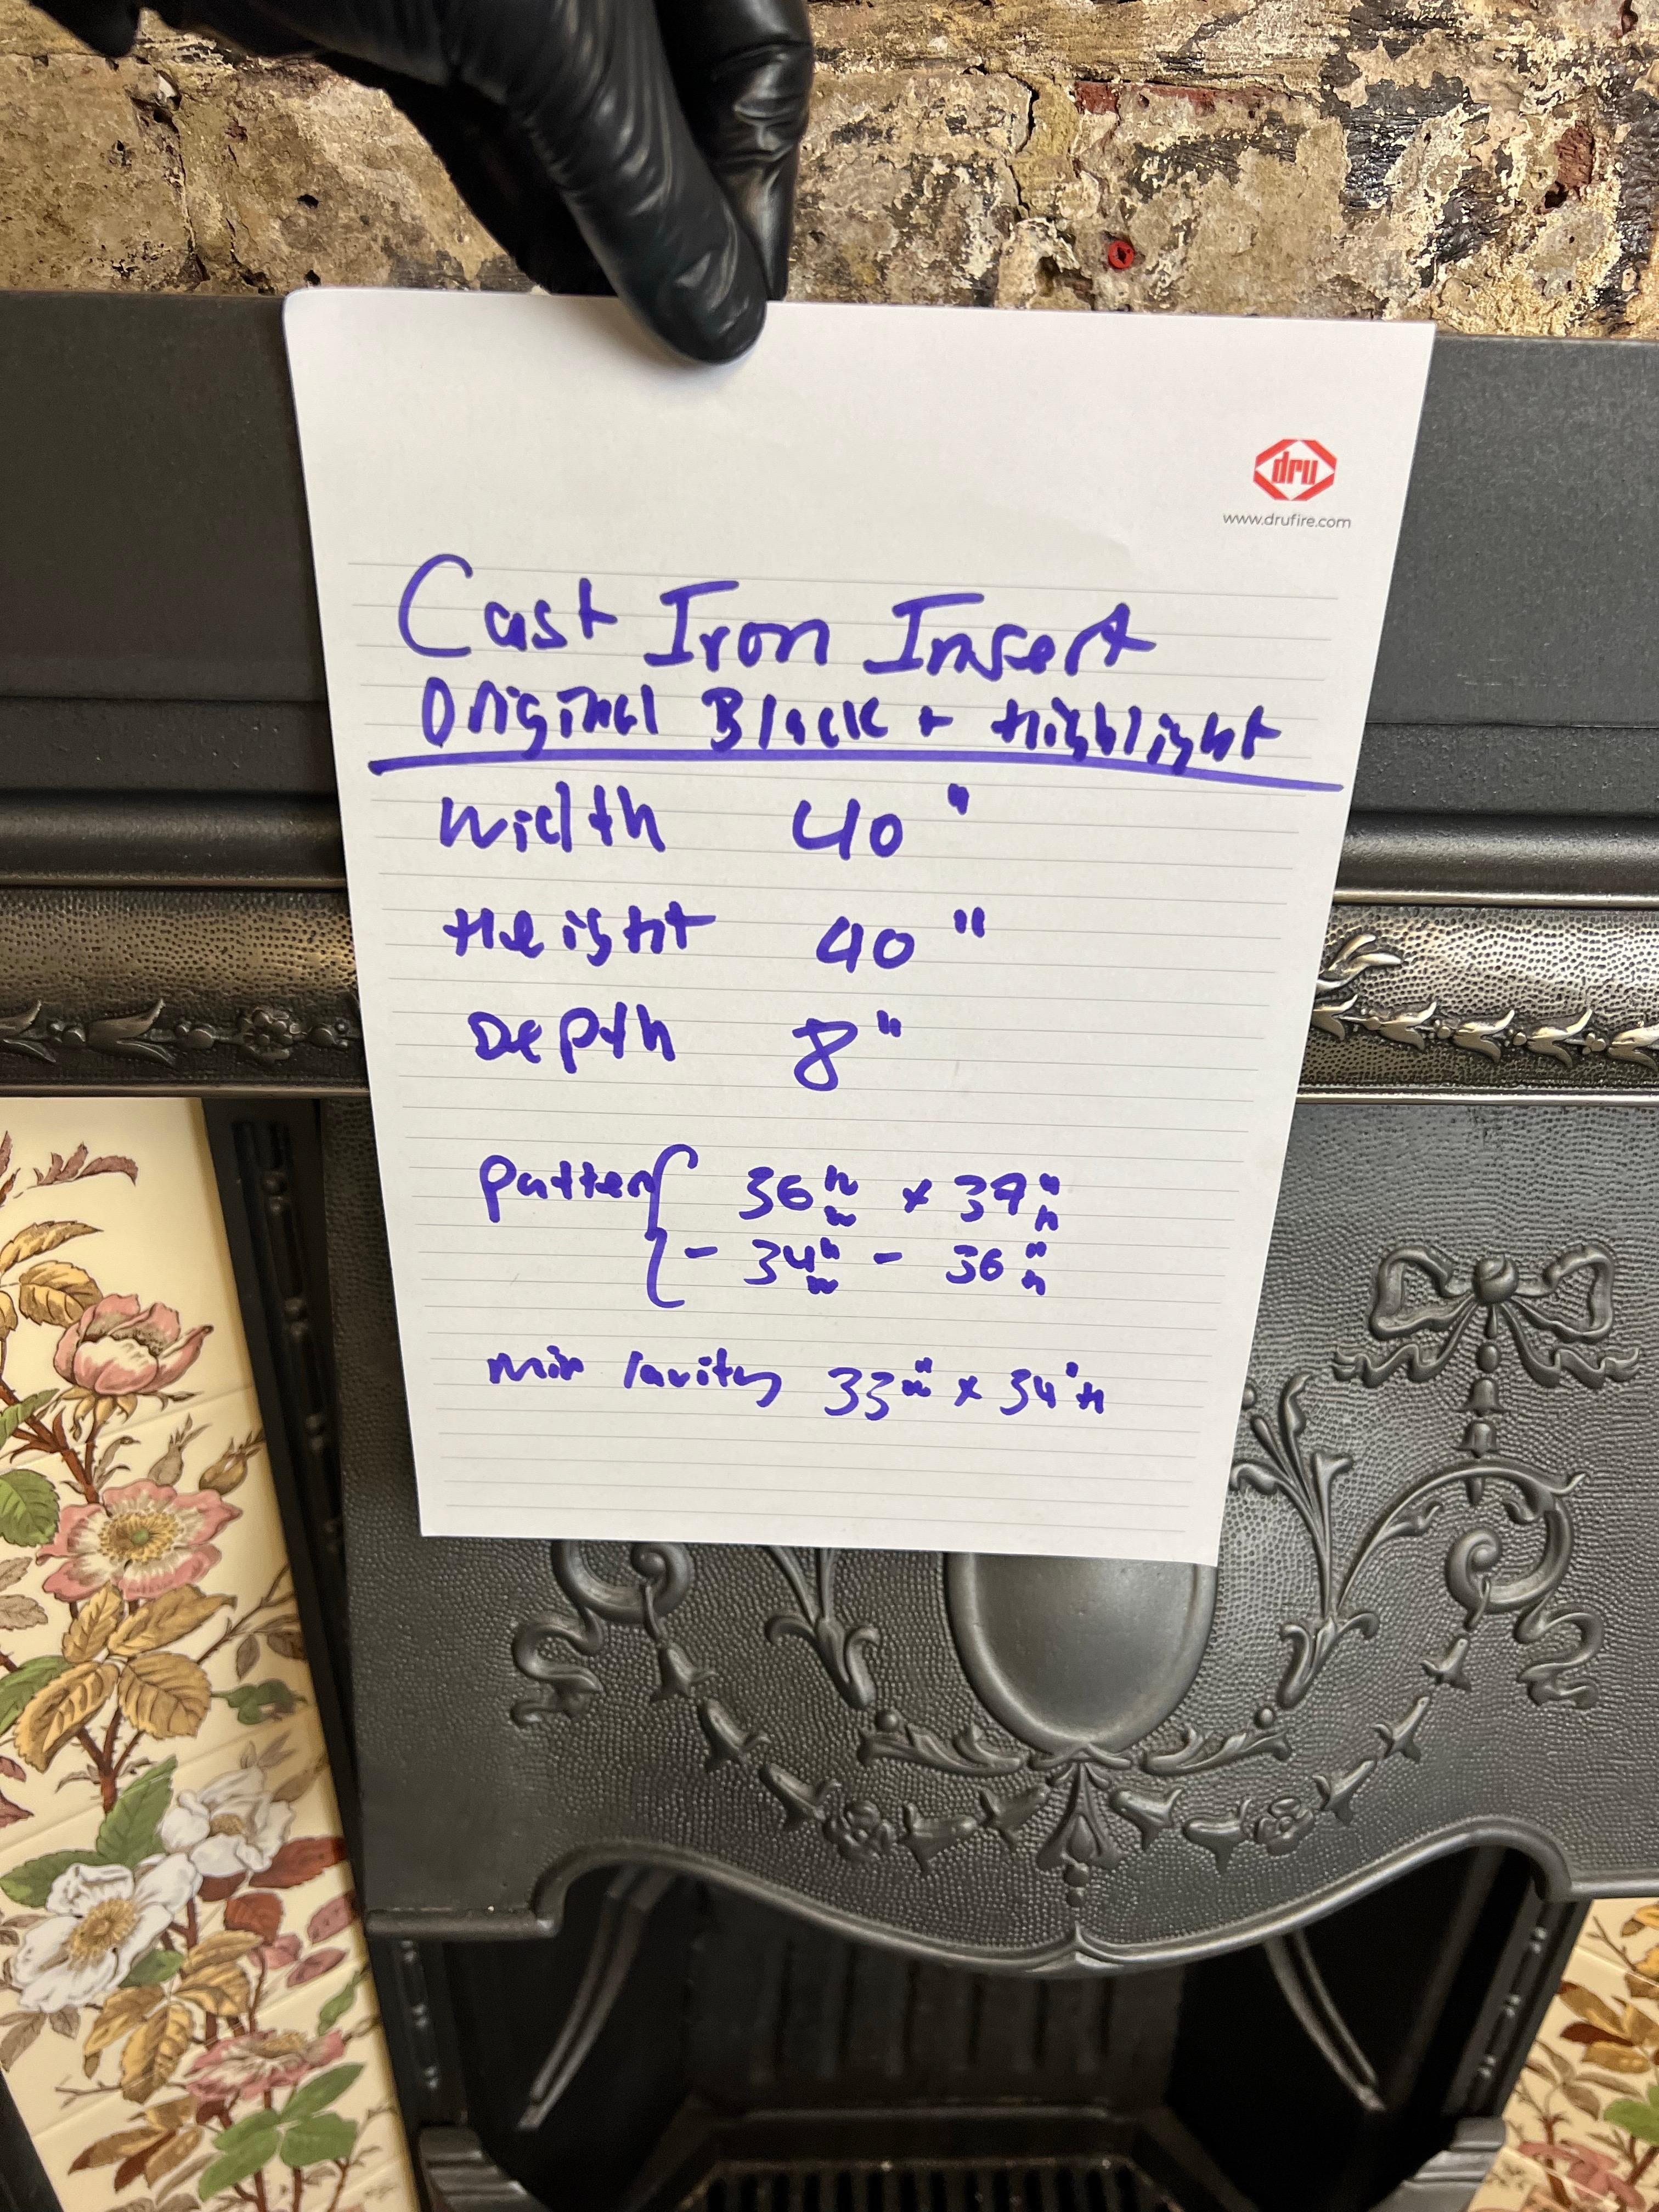 dru
www.drufire.com
Cast Iron Insert
Original Black + Highlight
Width 40"
Height 40"
Depth 8"
Patten 36" w x 39" H
- 34" w - 36" H
Min Cavity 33" w x 34" H